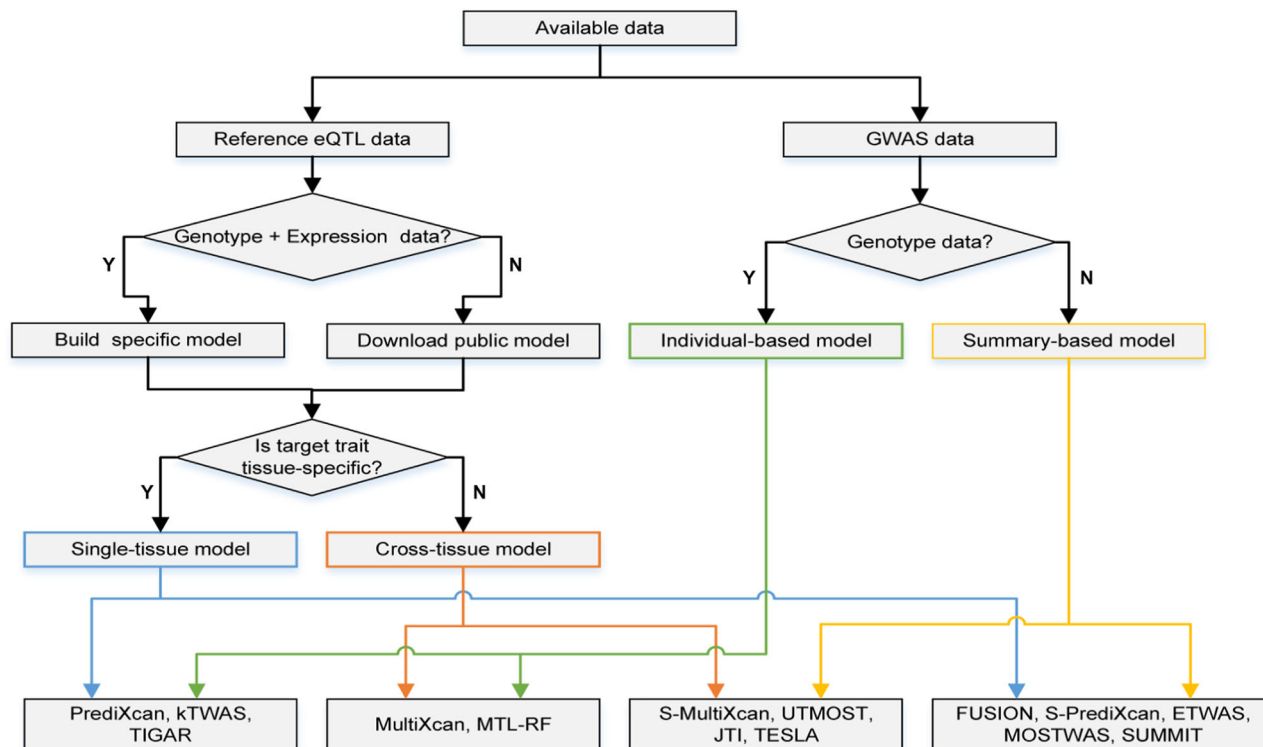 Available data
Reference eQTL data
GWAS data
Genotype + Expression data?
Genotype data?
Y
N
Y
N
Build specific model
Download public model
Individual-based model
Summary-based model
Is target trait
tissue-specific?
Y
N
Single-tissue model
Cross-tissue model
PrediXcan, kTWAS,
TIGAR
MultiXcan, MTL-RF
S-MultiXcan, UTMOST,
JTI, TESLA
FUSION, S-PrediXcan, ETWAS,
MOSTWAS, SUMMIT